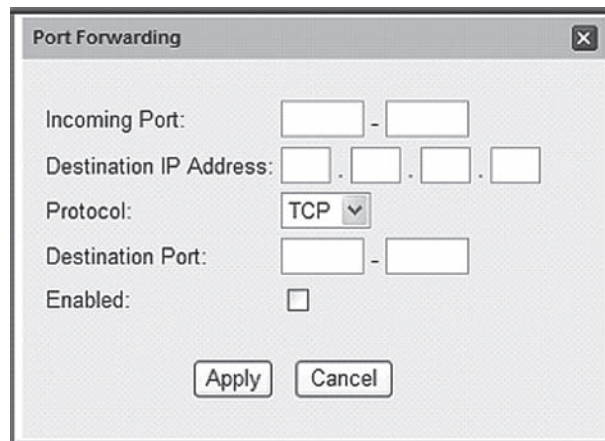 Port Forwarding
Incoming Port: -
Destination IP Address: . . .
Protocol: TCP
Destination Port: -
Enabled:
Apply Cancel